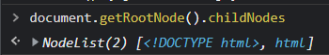 > document.getRootNode().childNodes
<· ▶ NodeList(2) [<!DOCTYPE html>, html]